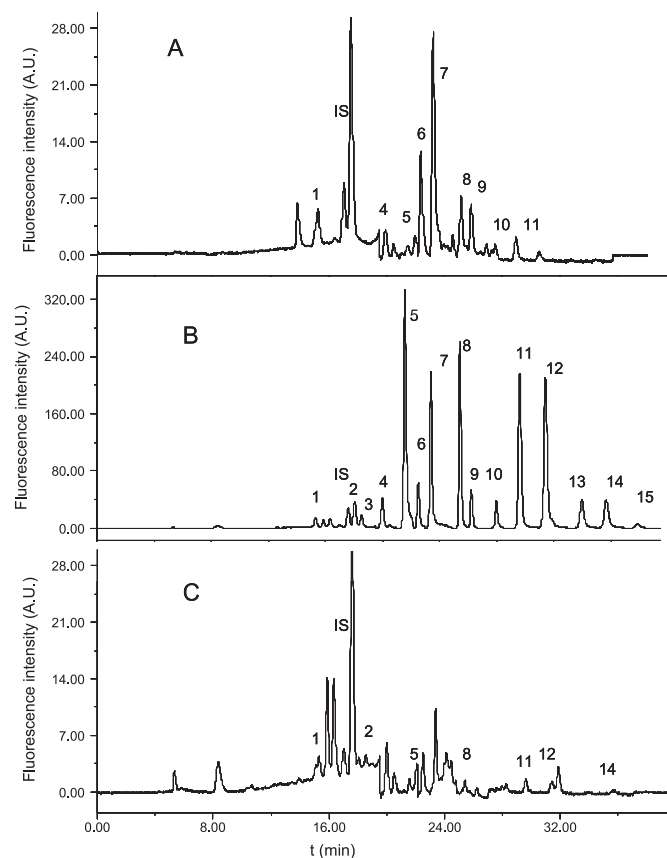 A
Fluorescence intensity (A.U.)
28.00
21.00
14.00
7.00
0.00
1 IS 4 5 6 7 8 9 10 11
B
Fluorescence intensity (A.U.)
320.00
240.00
160.00
80.00
0.00
1 IS 2 3 4 5 6 7 8 9 10 11 12 13 14 15
C
Fluorescence intensity (A.U.)
28.00
21.00
14.00
7.00
0.00
1 IS 2 5 8 11 12 14
0.00 8.00 16.00 24.00 32.00
t (min)